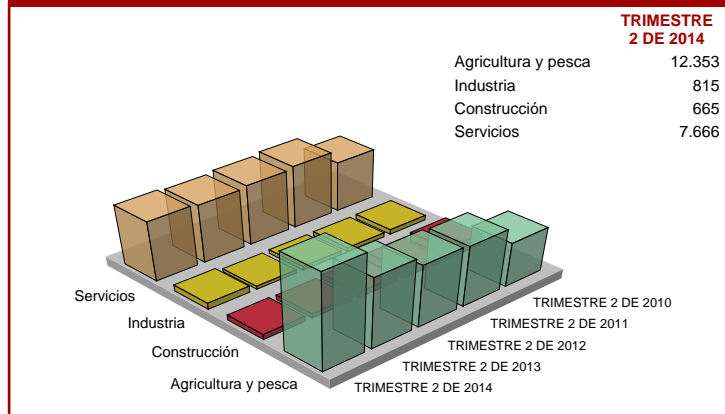 TRIMESTRE
2 DE 2014
Agricultura y pesca 12.353
Industria 815
Construcción 665
Servicios 7.666
Servicios
Industria
Construcción
Agricultura y pesca
TRIMESTRE 2 DE 2010
TRIMESTRE 2 DE 2011
TRIMESTRE 2 DE 2012
TRIMESTRE 2 DE 2013
TRIMESTRE 2 DE 2014